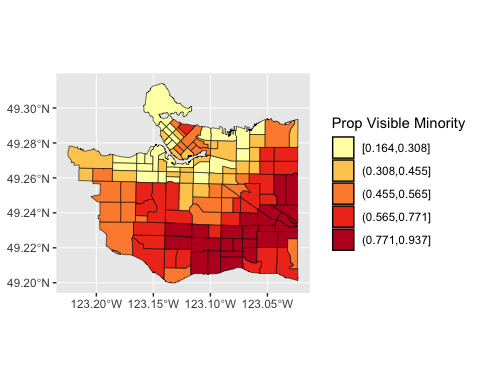 49.30°N
49.28°N
49.26°N
49.24°N
49.22°N
49.20°N
123.20°W 123.15°W 123.10°W 123.05°W
Prop Visible Minority
[0.164,0.308]
(0.308,0.455]
(0.455,0.565]
(0.565,0.771]
(0.771,0.937]